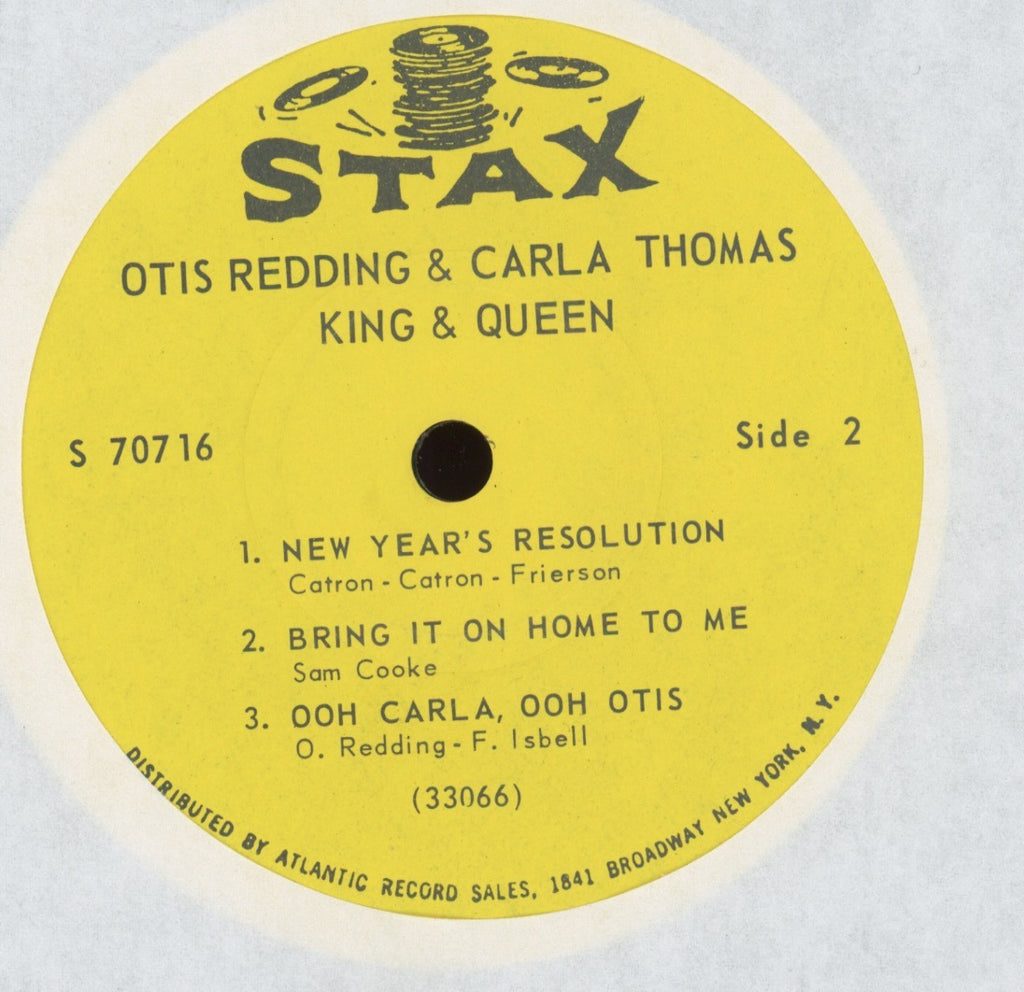 STAX
OTIS REDDING & CARLA THOMAS
KING & QUEEN
S 70716
Side 2
1. NEW YEAR'S RESOLUTION
Catron - Catron - Frierson
2. BRING IT ON HOME TO ME
Sam Cooke
3. OOH CARLA, OOH OTIS
O. Redding - F. Isbell
(33066)
DISTRIBUTED BY ATLANTIC RECORD SALES, 1841 BROADWAY NEW YORK, N.Y.